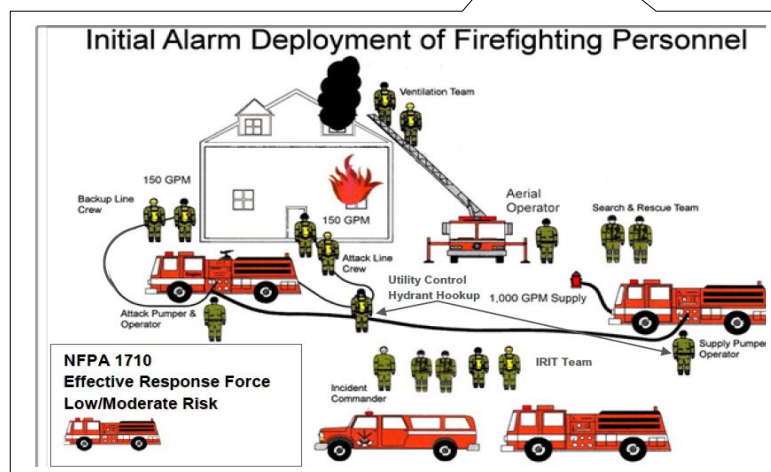 Initial Alarm Deployment of Firefighting Personnel
Ventilation Team
150 GPM
Backup Line
Crew
150 GPM
Aerial
Operator
Search & Rescue Team
Attack Line
Crew
Utility Control
Hydrant Hookup
1,000 GPM Supply
Attack Pumper &
Operator
Supply Pumper
Operator
IRIT Team
Incident
Commander
NFPA 1710
Effective Response Force
Low/Moderate Risk